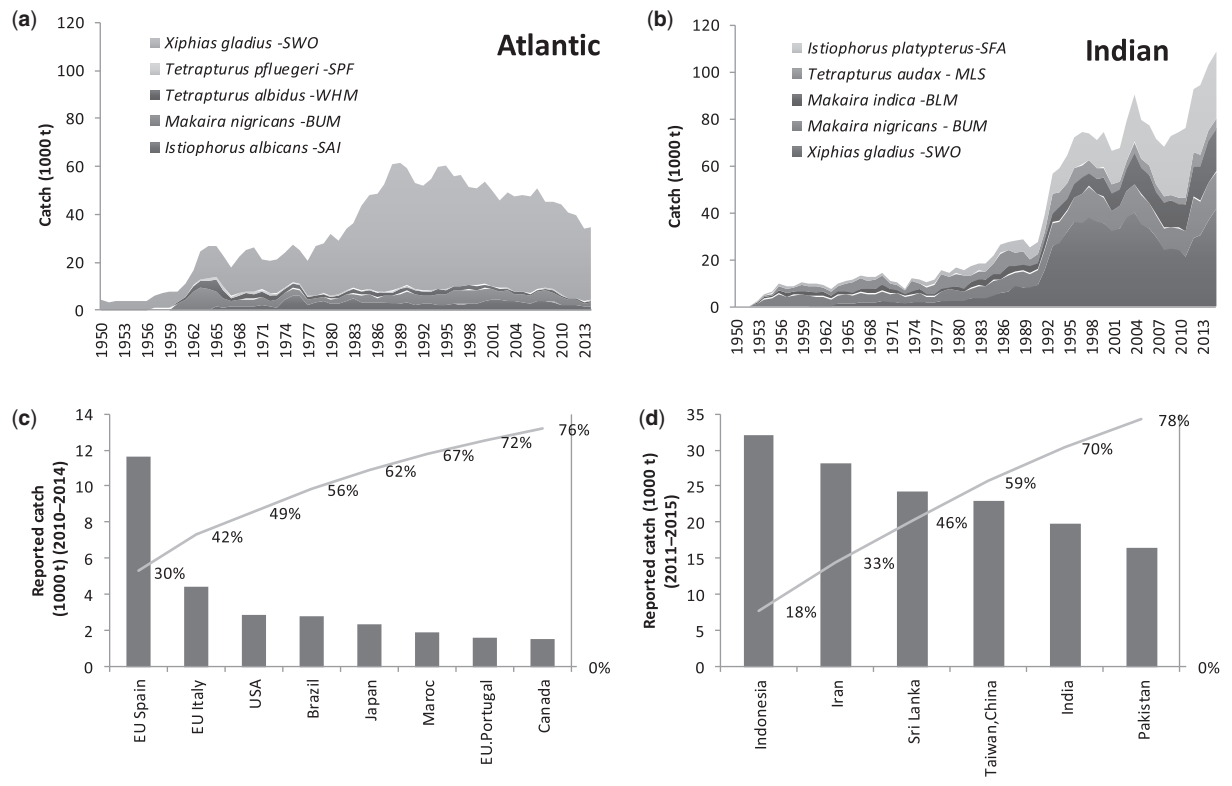 (a)
Atlantic
Catch (1000 t)
120
100
80
60
40
20
0
Xiphias gladius -SWO
Tetrapturus pfluegeri -SPF
Tetrapturus albidus -WHM
Makaira nigricans -BUM
Istiophorus albicans -SAI
1950
1953
1956
1959
1962
1965
1968
1971
1974
1977
1980
1983
1986
1989
1992
1995
1998
2001
2004
2007
2010
2013
(b)
Indian
Catch (1000 t)
120
100
80
60
40
20
0
Istiophorus platypterus-SFA
Tetrapturus audax - MLS
Makaira indica -BLM
Makaira nigricans - BUM
Xiphias gladius -SWO
1950
1953
1956
1959
1962
1965
1968
1971
1974
1977
1980
1983
1986
1989
1992
1995
1998
2001
2004
2007
2010
2013
(c)
Reported catch
(1000 t) (2010–2014)
14
12
10
8
6
4
2
0
30%
42%
49%
56%
62%
67%
72%
76%
0%
EU Spain
EU Italy
USA
Brazil
Japan
Maroc
EU.Portugal
Canada
(d)
Reported catch (1000 t)
(2011–2015)
35
30
25
20
15
10
5
0
18%
33%
46%
59%
70%
78%
0%
Indonesia
Iran
Sri Lanka
Taiwan,China
India
Pakistan